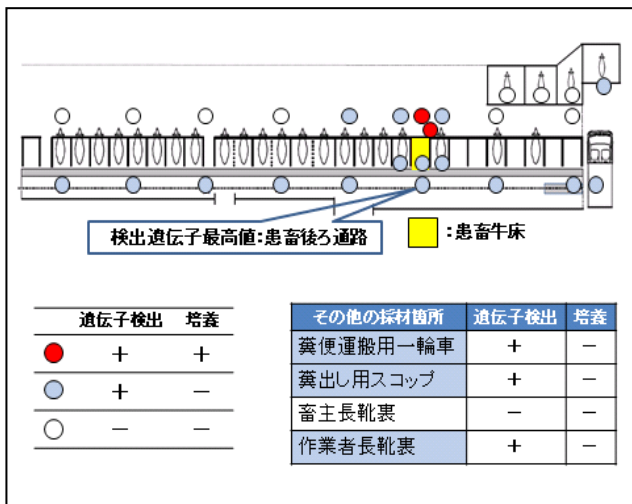 検出遺伝子最高値:患畜後ろ通路
:患畜牛床
遺伝子検出 培養
+ +
+ −
− −
その他の採材箇所 遺伝子検出 培養
糞便運搬用一輪車 + −
糞出し用スコップ + −
畜主長靴裏 − −
作業者長靴裏 + −